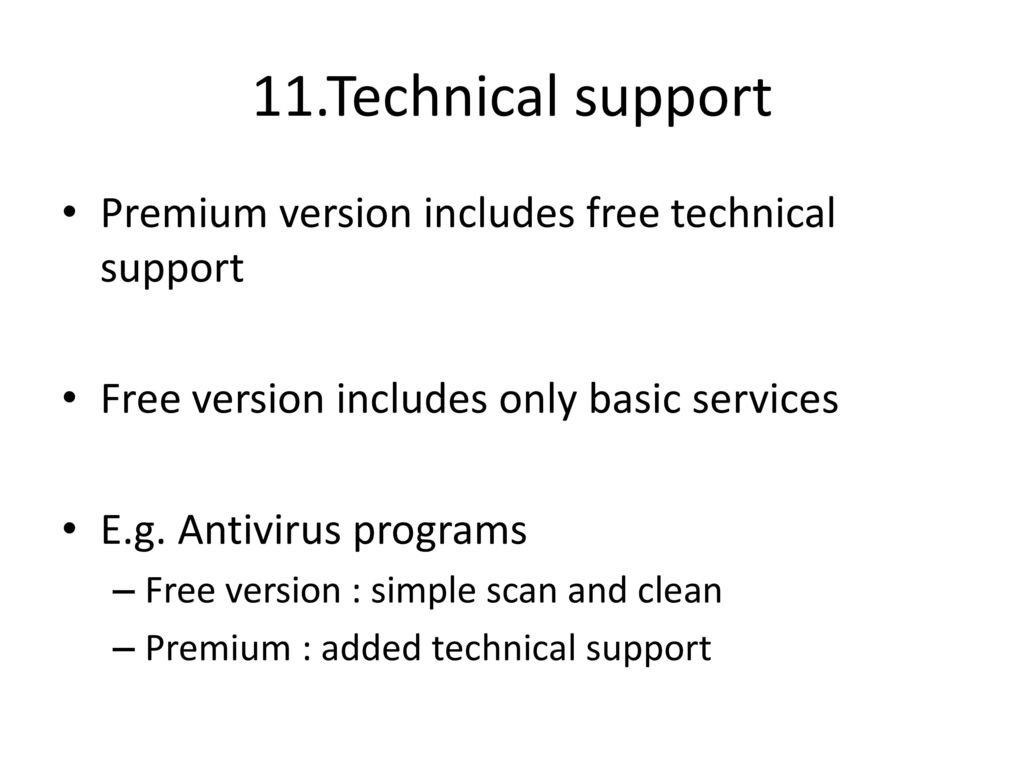 11.Technical support
• Premium version includes free technical
support
• Free version includes only basic services
• E.g. Antivirus programs
– Free version : simple scan and clean
– Premium : added technical support